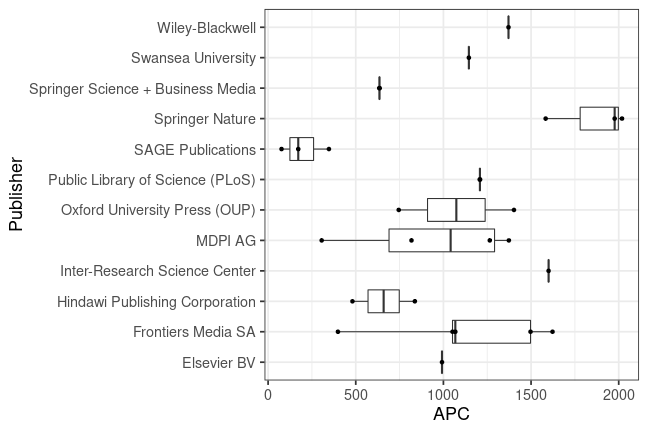 Publisher
Wiley-Blackwell
Swansea University
Springer Science + Business Media
Springer Nature
SAGE Publications
Public Library of Science (PLoS)
Oxford University Press (OUP)
MDPI AG
Inter-Research Science Center
Hindawi Publishing Corporation
Frontiers Media SA
Elsevier BV
0 500 1000 1500 2000
APC